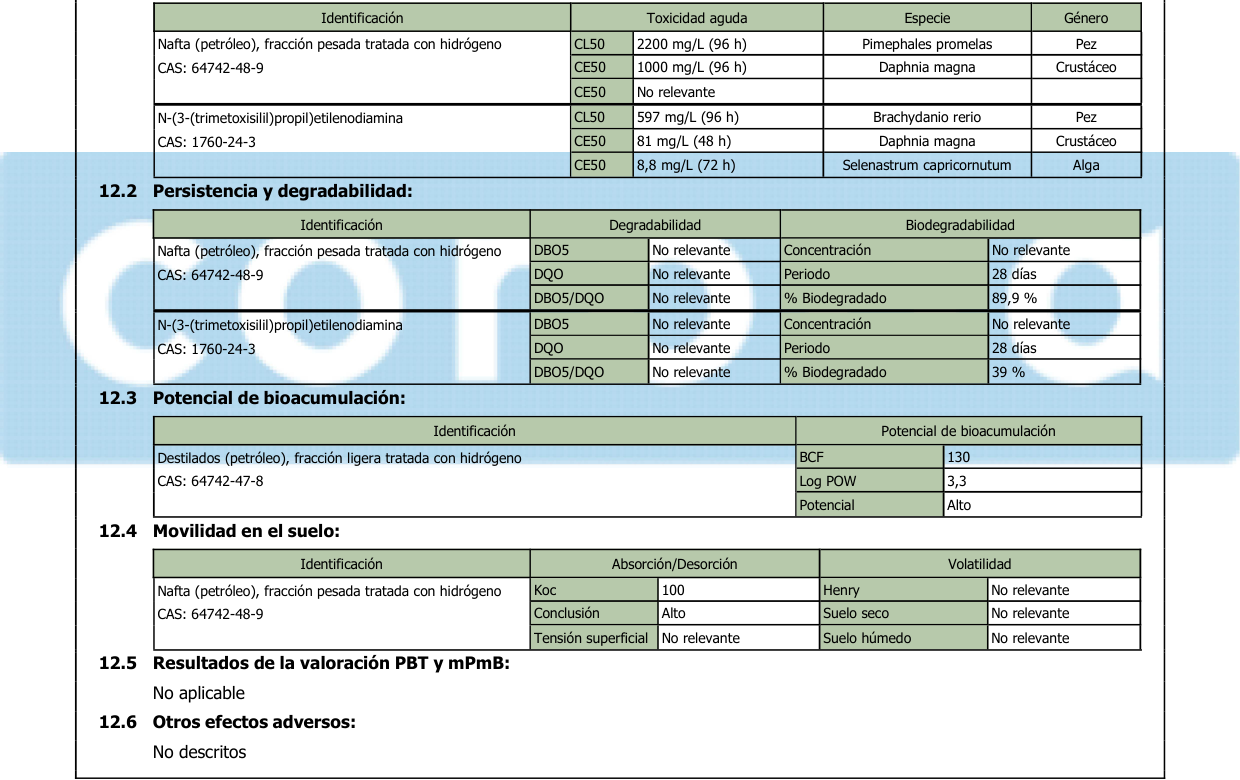 Identificación Toxicidad aguda Especie Género
Nafta (petróleo), fracción pesada tratada con hidrógeno CL50 2200 mg/L (96 h) Pimephales promelas Pez
CAS: 64742-48-9 CE50 1000 mg/L (96 h) Daphnia magna Crustáceo
CE50 No relevante
N-(3-(trimetoxisilil)propil)etilenodiamina CL50 597 mg/L (96 h) Brachydanio rerio Pez
CAS: 1760-24-3 CE50 81 mg/L (48 h) Daphnia magna Crustáceo
CE50 8,8 mg/L (72 h) Selenastrum capricornutum Alga
12.2 Persistencia y degradabilidad:
Identificación Degradabilidad Biodegradabilidad
Nafta (petróleo), fracción pesada tratada con hidrógeno DBO5 No relevante Concentración No relevante
CAS: 64742-48-9 DQO No relevante Periodo 28 días
DBO5/DQO No relevante % Biodegradado 89,9 %
N-(3-(trimetoxisilil)propil)etilenodiamina DBO5 No relevante Concentración No relevante
CAS: 1760-24-3 DQO No relevante Periodo 28 días
DBO5/DQO No relevante % Biodegradado 39 %
12.3 Potencial de bioacumulación:
Identificación Potencial de bioacumulación
Destilados (petróleo), fracción ligera tratada con hidrógeno BCF 130
CAS: 64742-47-8 Log POW 3,3
Potencial Alto
12.4 Movilidad en el suelo:
Identificación Absorción/Desorción Volatilidad
Nafta (petróleo), fracción pesada tratada con hidrógeno Koc 100 Henry No relevante
CAS: 64742-48-9 Conclusión Alto Suelo seco No relevante
Tensión superficial No relevante Suelo húmedo No relevante
12.5 Resultados de la valoración PBT y mPmB:
No aplicable
12.6 Otros efectos adversos:
No descritos